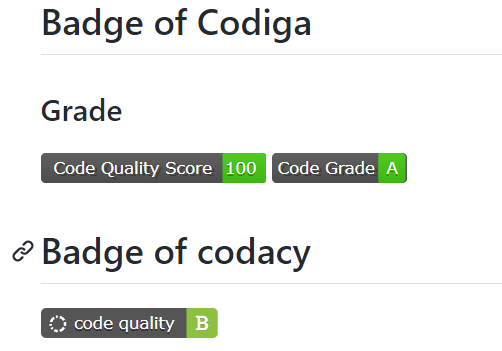 Badge of Codiga
Grade
Code Quality Score 100 Code Grade A
Badge of codacy
code quality B